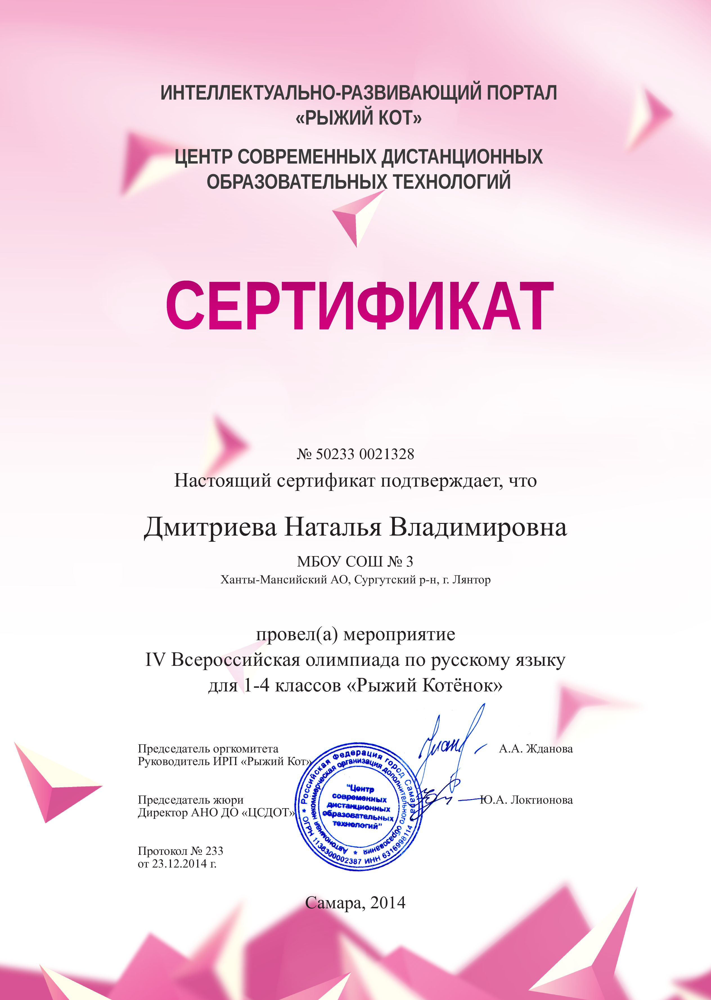 ИНТЕЛЛЕКТУАЛЬНО-РАЗВИВАЮЩИЙ ПОРТАЛ
«РЫЖИЙ КОТ»
ЦЕНТР СОВРЕМЕННЫХ ДИСТАНЦИОННЫХ
ОБРАЗОВАТЕЛЬНЫХ ТЕХНОЛОГИЙ
СЕРТИФИКАТ
№ 50233 0021328
Настоящий сертификат подтверждает, что
Дмитриева Наталья Владимировна
МБОУ СОШ № 3
Ханты-Мансийский АО, Сургутский р-н, г. Лянтор
провел(а) мероприятие
IV Всероссийская олимпиада по русскому языку
для 1-4 классов «Рыжий Котёнок»
Председатель оргкомитета
Руководитель ИРП «Рыжий Кот»
А.А. Жданова
Председатель жюри
Директор АНО ДО «ЦСДОТ»
Ю.А. Локтионова
* Российская Федерация город Самара *
ОГРН 1136300002387 ИНН 6316998114
Автономная некоммерческая организация дополнительного образования *
“Центр
современных
дистанционных
образовательных
технологий”
Протокол № 233
от 23.12.2014 г.
Самара, 2014